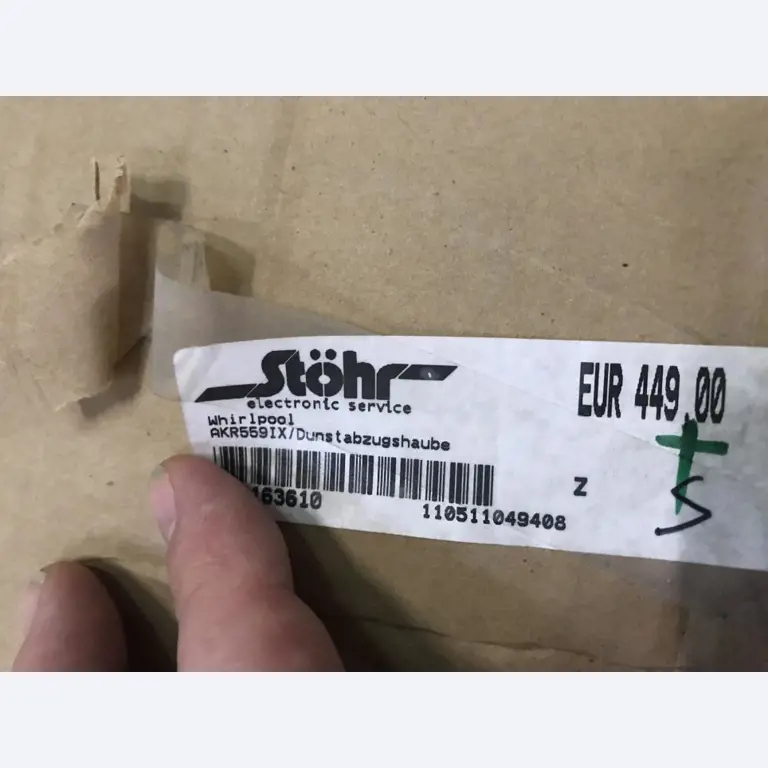 Stöhr
electronic service
EUR 449,00
Whirlpool
AKR559IX/Dunstabzugshaube
Z
163610
110511049408
S